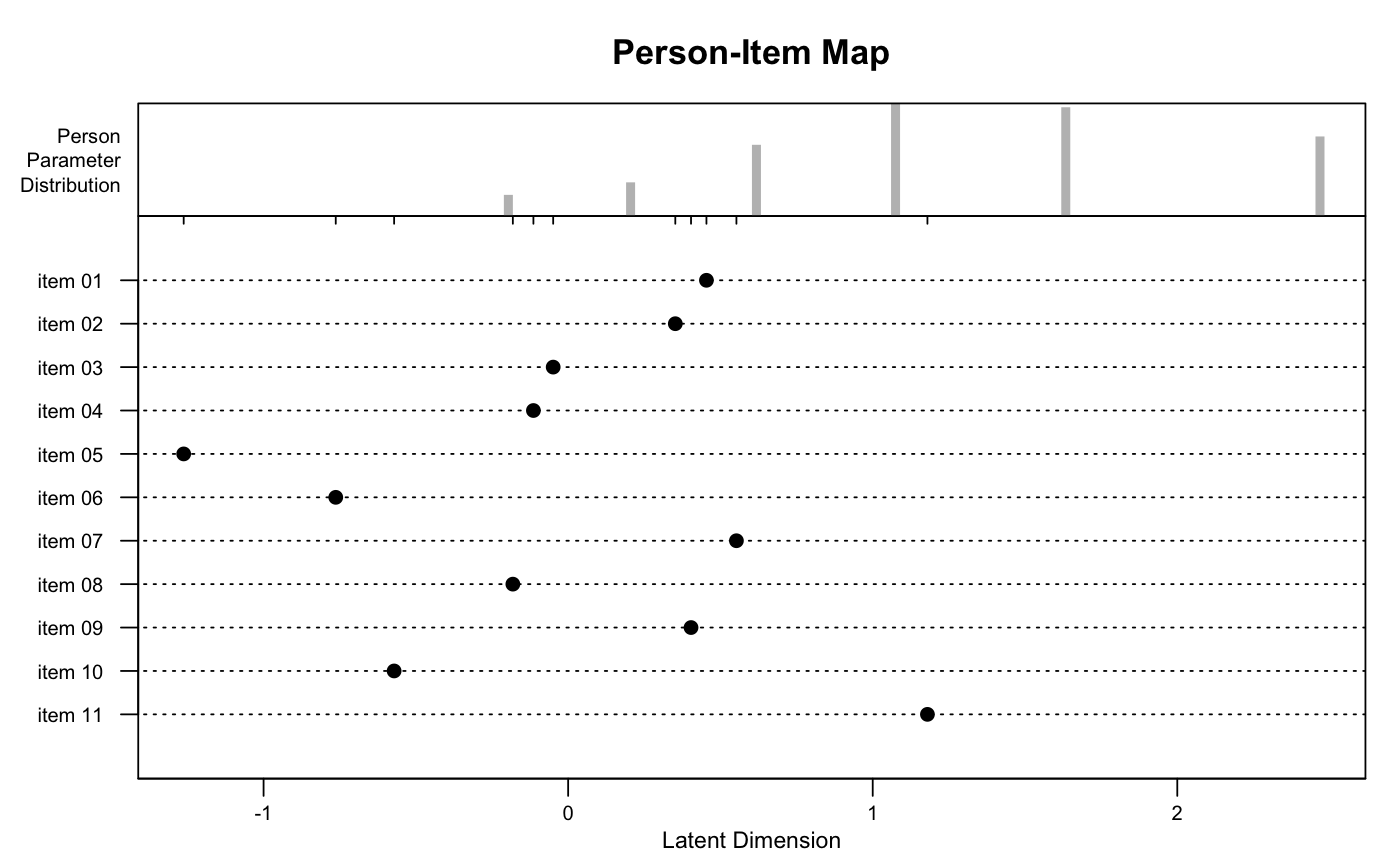 Person-Item Map
Person
Parameter
Distribution
item 01
item 02
item 03
item 04
item 05
item 06
item 07
item 08
item 09
item 10
item 11
-1 0 1 2
Latent Dimension